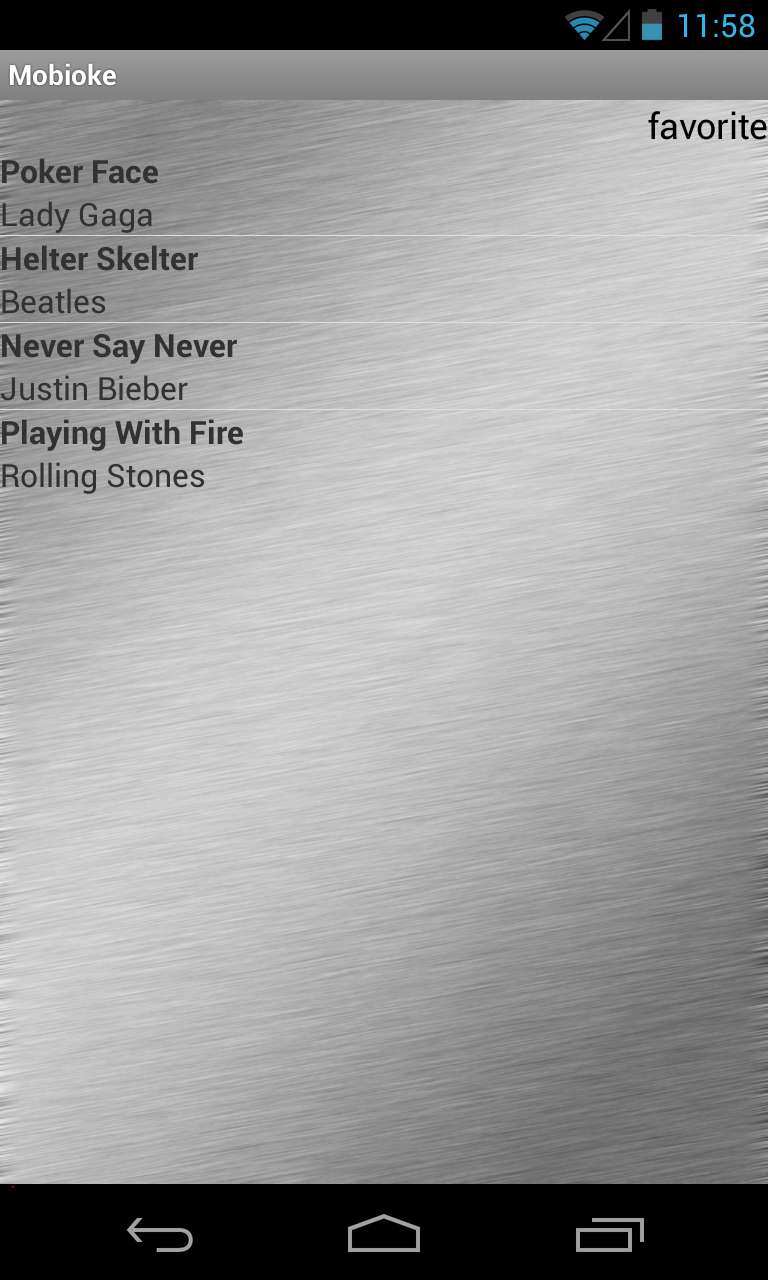 11:58
Mobioke
favorite
Poker Face
Lady Gaga
Helter Skelter
Beatles
Never Say Never
Justin Bieber
Playing With Fire
Rolling Stones